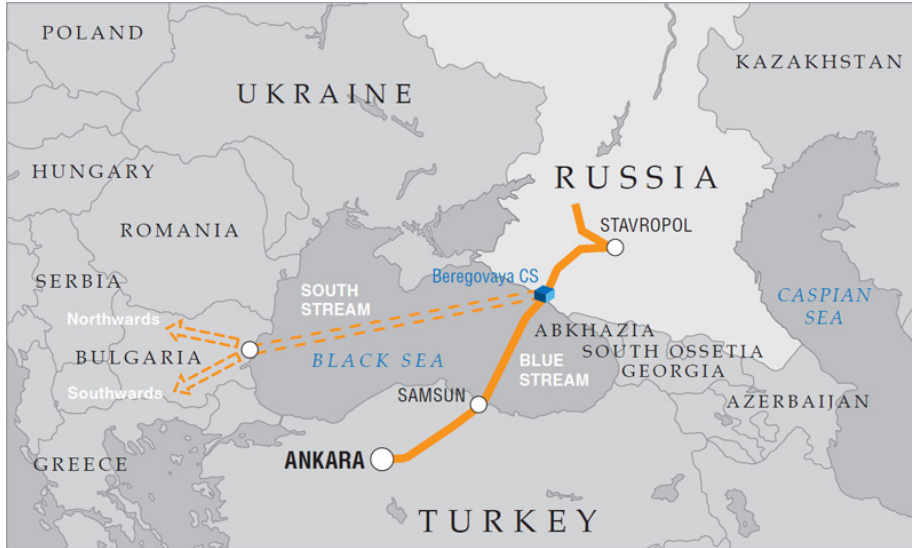 POLAND
KAZAKHSTAN
UKRAINE
HUNGARY
RUSSIA
STAVROPOL
ROMANIA
Beregovaya CS
SERBIA
SOUTH
STREAM
CASPIAN
SEA
Northwards
ABKHAZIA
BULGARIA
BLACK SEA
BLUE
STREAM
SOUTH OSSETIA
GEORGIA
Southwards
SAMSUN
AZERBAIJAN
ANKARA
GREECE
TURKEY